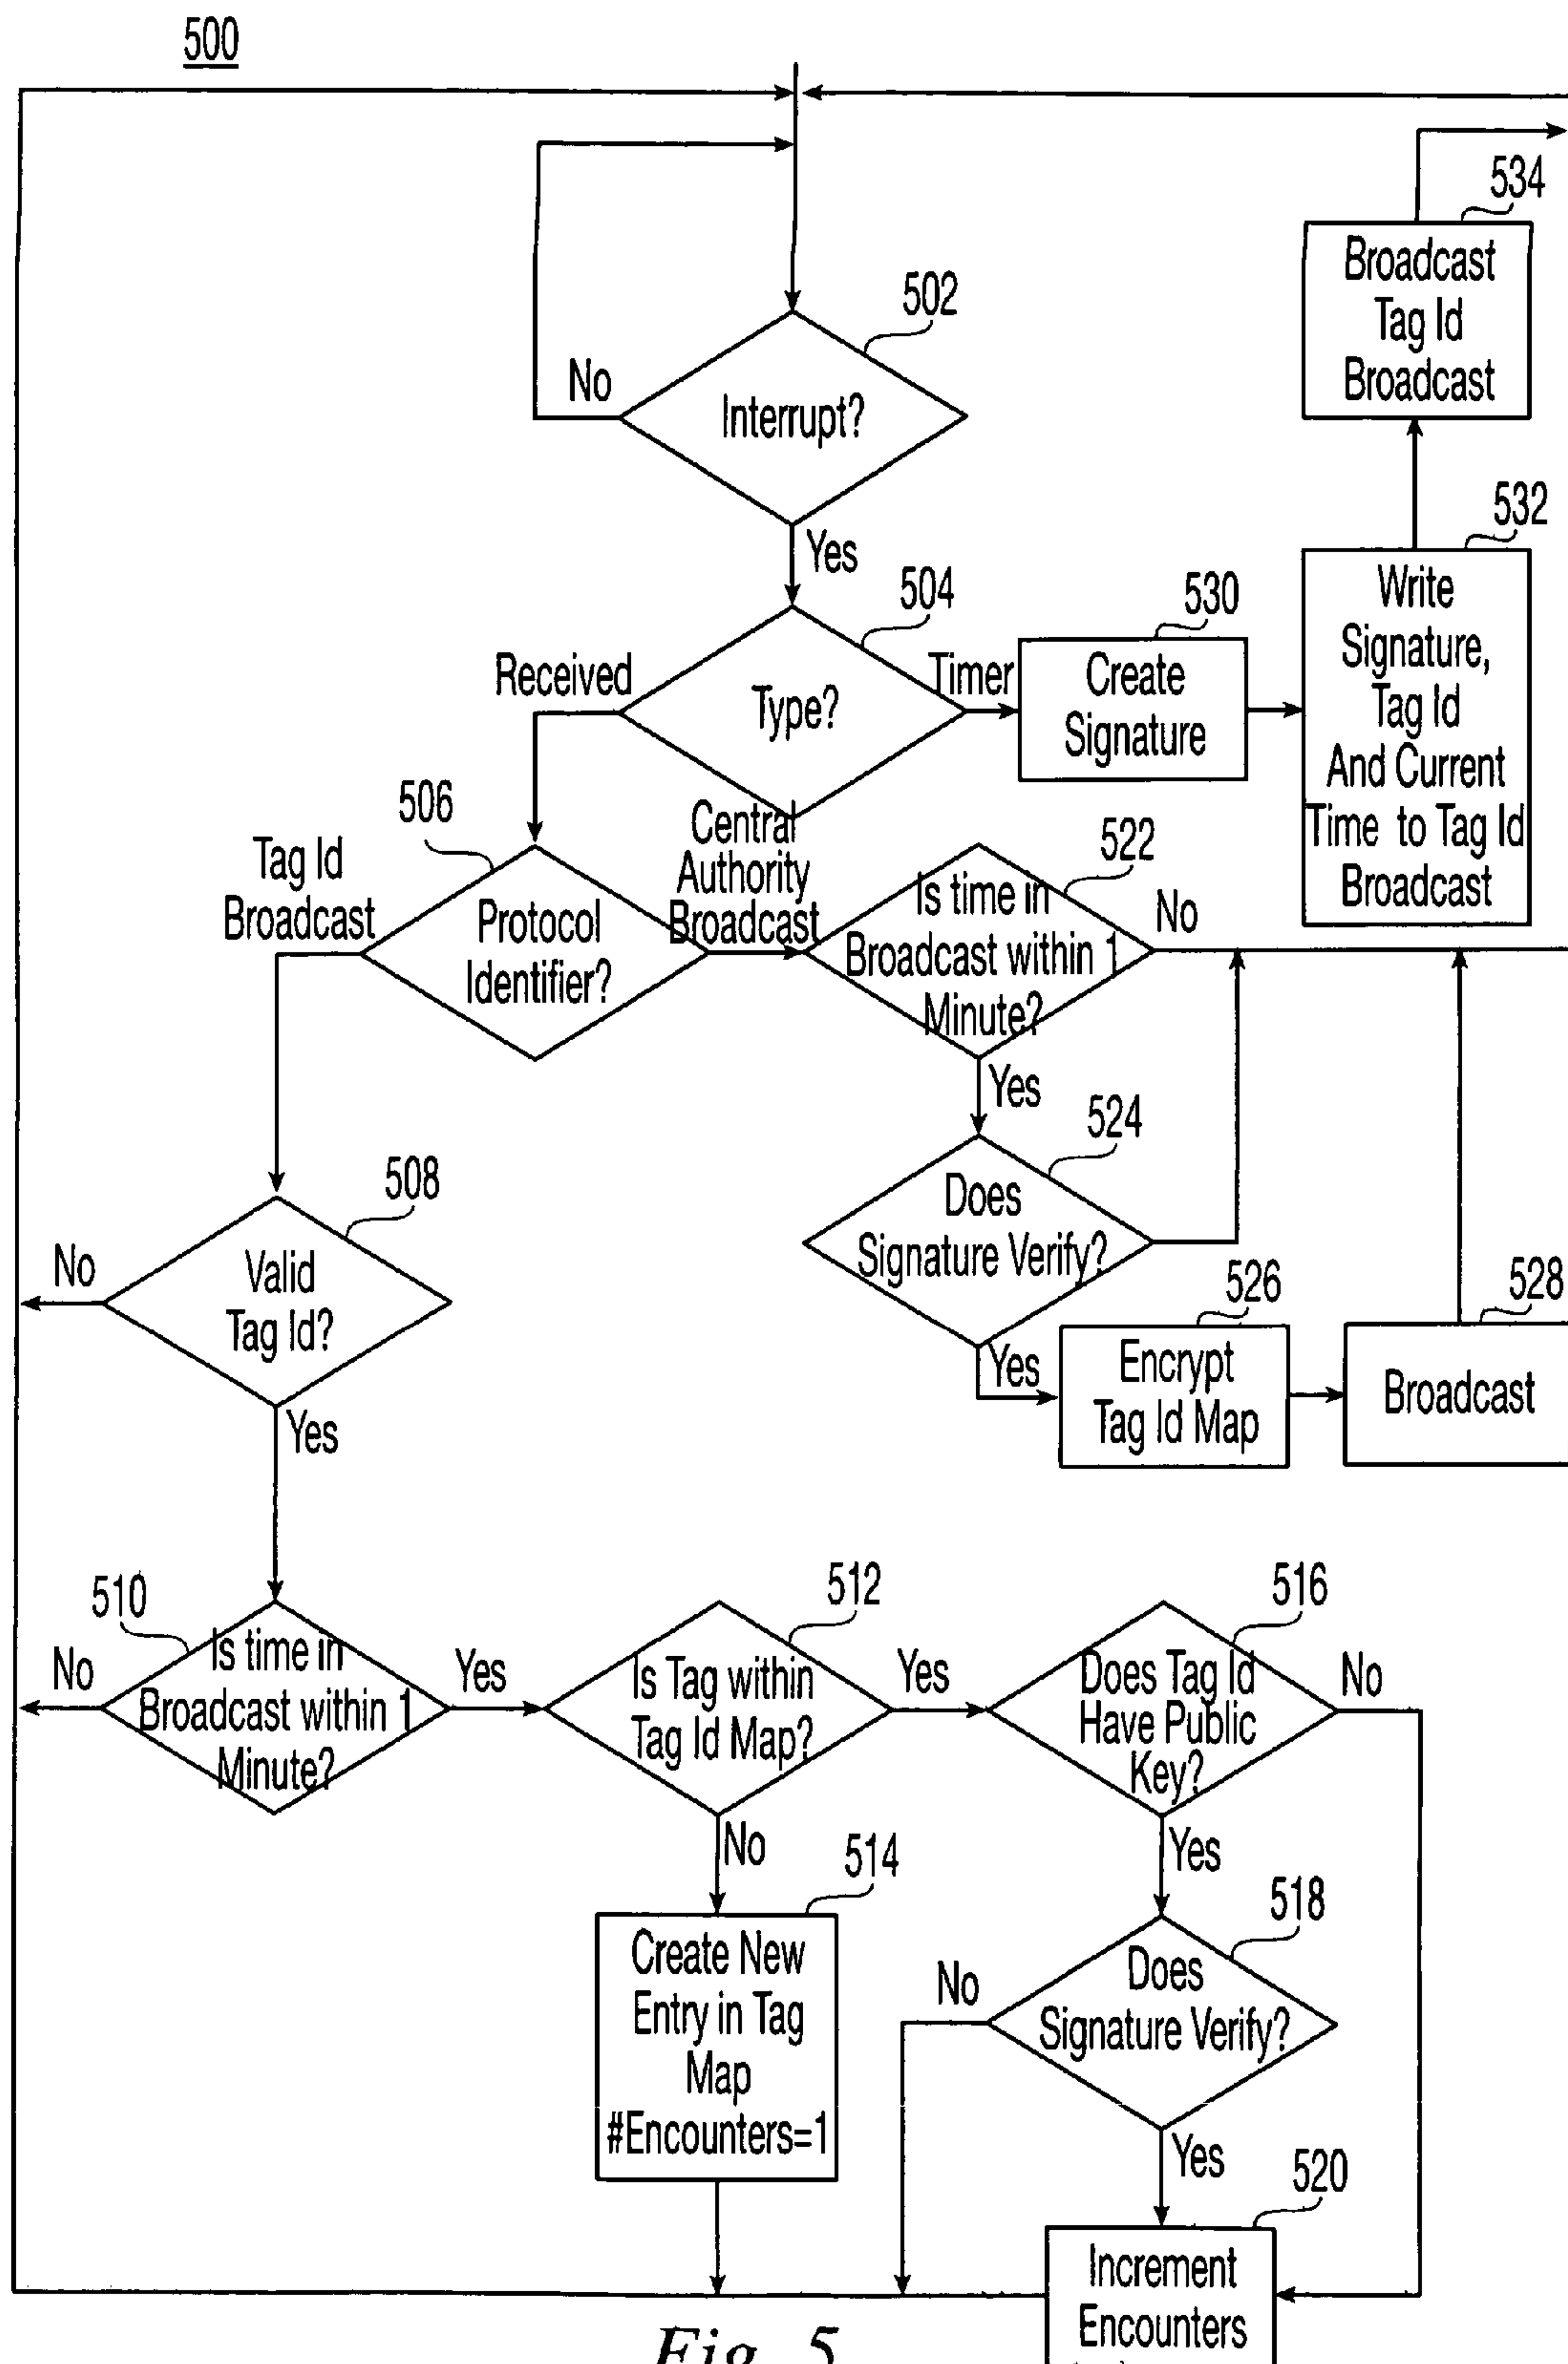 500
534
Broadcast
Tag Id
Broadcast
502
No
Interrupt?
Yes
532
Write
Signature,
Tag Id
And Current
Time to Tag Id
Broadcast
504
530
Received
Type?
Timer
Create
Signature
506
Tag Id
Broadcast
Protocol
Identifier?
Central
Authority
Broadcast
522
Is time in
Broadcast within 1
Minute?
No
Yes
524
Does
Signature Verify?
508
No
Valid
Tag Id?
Yes
Yes
526
Encrypt
Tag Id Map
528
Broadcast
510
No
Is time in
Broadcast within 1
Minute?
Yes
512
Is Tag within
Tag Id Map?
Yes
516
Does Tag Id
Have Public
Key?
No
No
Yes
514
Create New
Entry in Tag
Map
#Encounters=1
518
No
Does
Signature Verify?
Yes
520
Increment
Encounters
Fig. 5